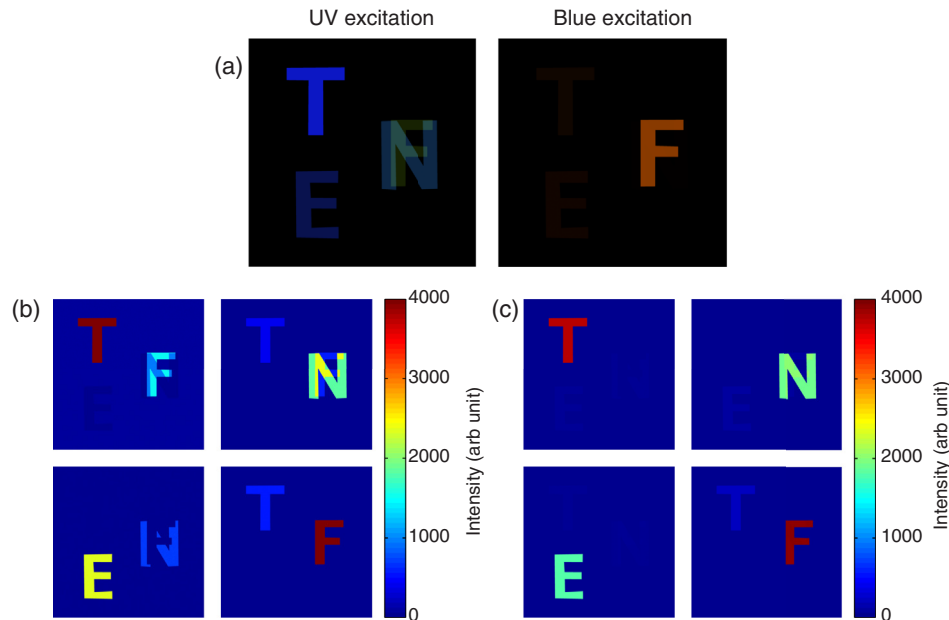 UV excitation Blue excitation
(a)
T
N F
E
T
F
E
(b)
T F E
T N F
4000
3000
2000
1000
0
Intensity (arb unit)
E N
T F
(c)
T E
N E
4000
3000
2000
1000
0
Intensity (arb unit)
E T
T F